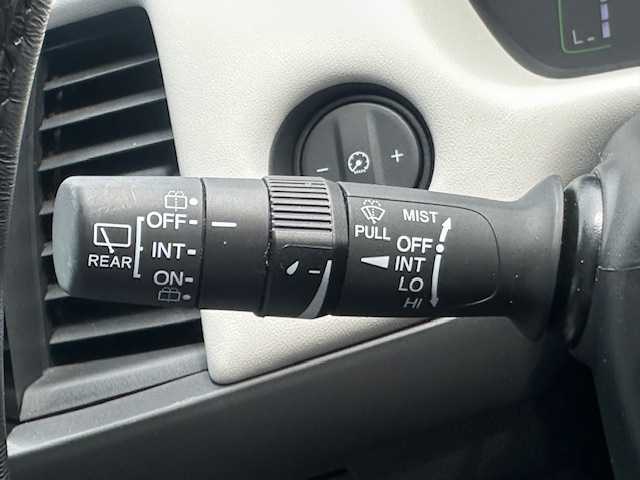 L
− +
OFF
INT
ON
REAR
PULL
MIST
OFF
INT
LO
HI
−